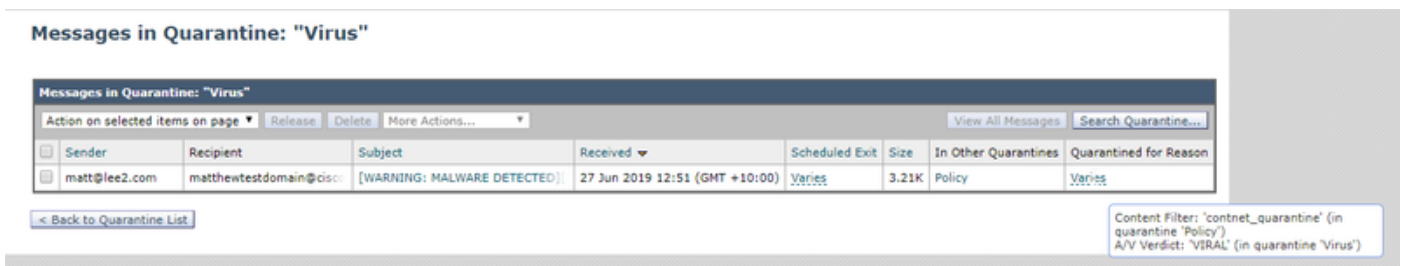 Messages in Quarantine: "Virus"
Messages in Quarantine: "Virus"
Action on selected items on page ▼ Release Delete More Actions... ▼ View All Messages Search Quarantine...
Sender Recipient Subject Received ▼ Scheduled Exit Size In Other Quarantines Quarantined for Reason
matt@lee2.com matthewtestdomain@cisc [WARNING: MALWARE DETECTED][ 27 Jun 2019 12:51 (GMT +10:00) Varies 3.21K Policy Varies
< Back to Quarantine List
Content Filter: 'contnet_quarantine' (in
quarantine 'Policy')
A/V Verdict: 'VIRAL' (in quarantine 'Virus')